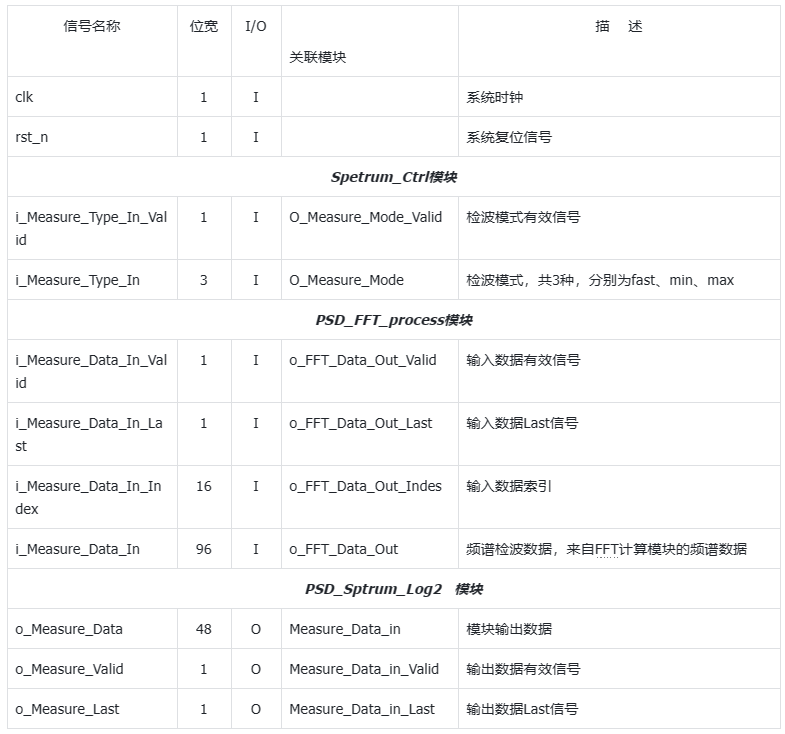 信号名称 位宽 I/O 关联模块 描 述
clk 1 I 系统时钟
rst_n 1 I 系统复位信号
Spetrum_Ctrl模块
i_Measure_Type_In_Val 1 I O_Measure_Mode_Valid 检波模式有效信号
id
i_Measure_Type_In 3 I O_Measure_Mode 检波模式，共3种，分别为fast、min、max
PSD_FFT_process模块
i_Measure_Data_In_Val 1 I o_FFT_Data_Out_Valid 输入数据有效信号
id
i_Measure_Data_In_La 1 I o_FFT_Data_Out_Last 输入数据Last信号
st
i_Measure_Data_In_In 16 I o_FFT_Data_Out_Indes 输入数据索引
dex
i_Measure_Data_In 96 I o_FFT_Data_Out 频谱检波数据，来自FFT计算模块的频谱数据
PSD_Sptrum_Log2 模块
o_Measure_Data 48 O Measure_Data_in 模块输出数据
o_Measure_Valid 1 O Measure_Data_in_Valid 输出数据有效信号
o_Measure_Last 1 O Measure_Data_in_Last 输出数据Last信号